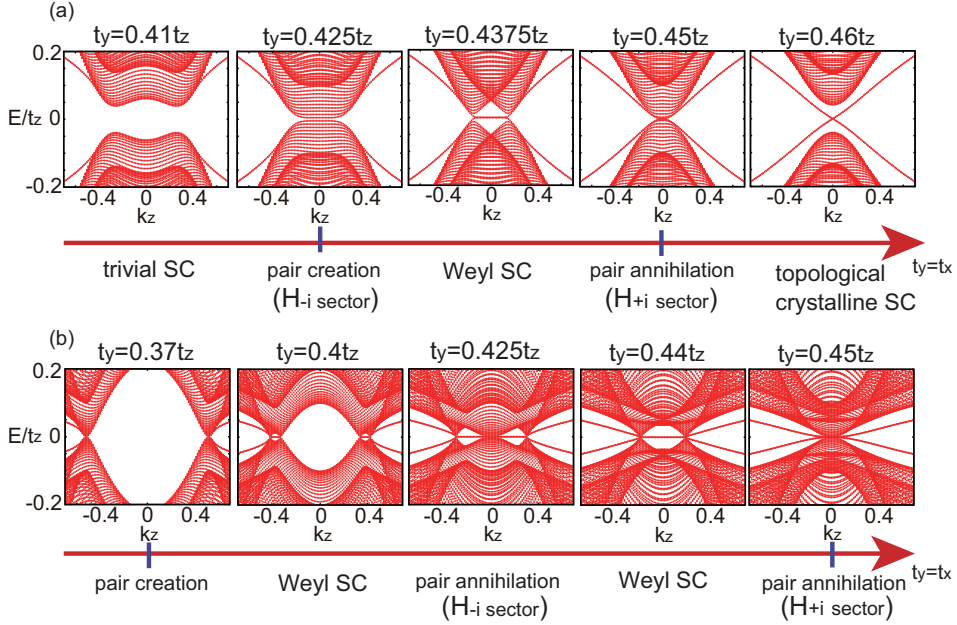 (a)
ty=0.41tz ty=0.425tz ty=0.4375tz ty=0.45tz ty=0.46tz
0.2
E/tz 0
-0.2
-0.4 0 0.4 -0.4 0 0.4 -0.4 0 0.4 -0.4 0 0.4 -0.4 0 0.4
kz kz kz kz kz
trivial SC pair creation Weyl SC pair annihilation topological ty=tx
(H-i sector) (H+i sector) crystalline SC
(b)
ty=0.37tz ty=0.4tz ty=0.425tz ty=0.44tz ty=0.45tz
0.2
E/tz 0
-0.2
-0.4 0 0.4 -0.4 0 0.4 -0.4 0 0.4 -0.4 0 0.4 -0.4 0 0.4
kz kz kz kz kz
pair creation Weyl SC pair annihilation Weyl SC pair annihilation ty=tx
(H-i sector) (H+i sector)